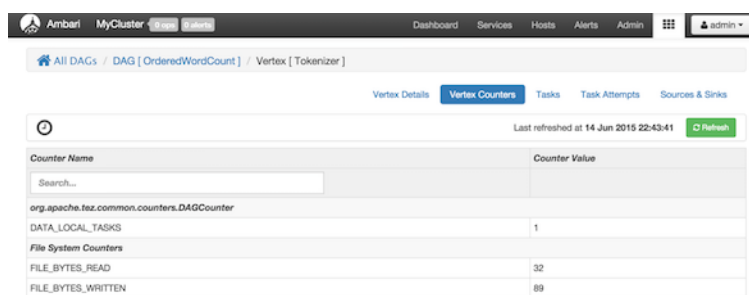 Ambari MyCluster 0 ops 0 alerts Dashboard Services Hosts Alerts Admin admin
All DAGs / DAG [ OrderedWordCount ] / Vertex [ Tokenizer ]
Vertex Details Vertex Counters Tasks Task Attempts Sources & Sinks
Last refreshed at 14 Jun 2015 22:43:41 Refresh
Counter Name Counter Value
Search...
org.apache.tez.common.counters.DAGCounter
DATA_LOCAL_TASKS 1
File System Counters
FILE_BYTES_READ 32
FILE_BYTES_WRITTEN 89